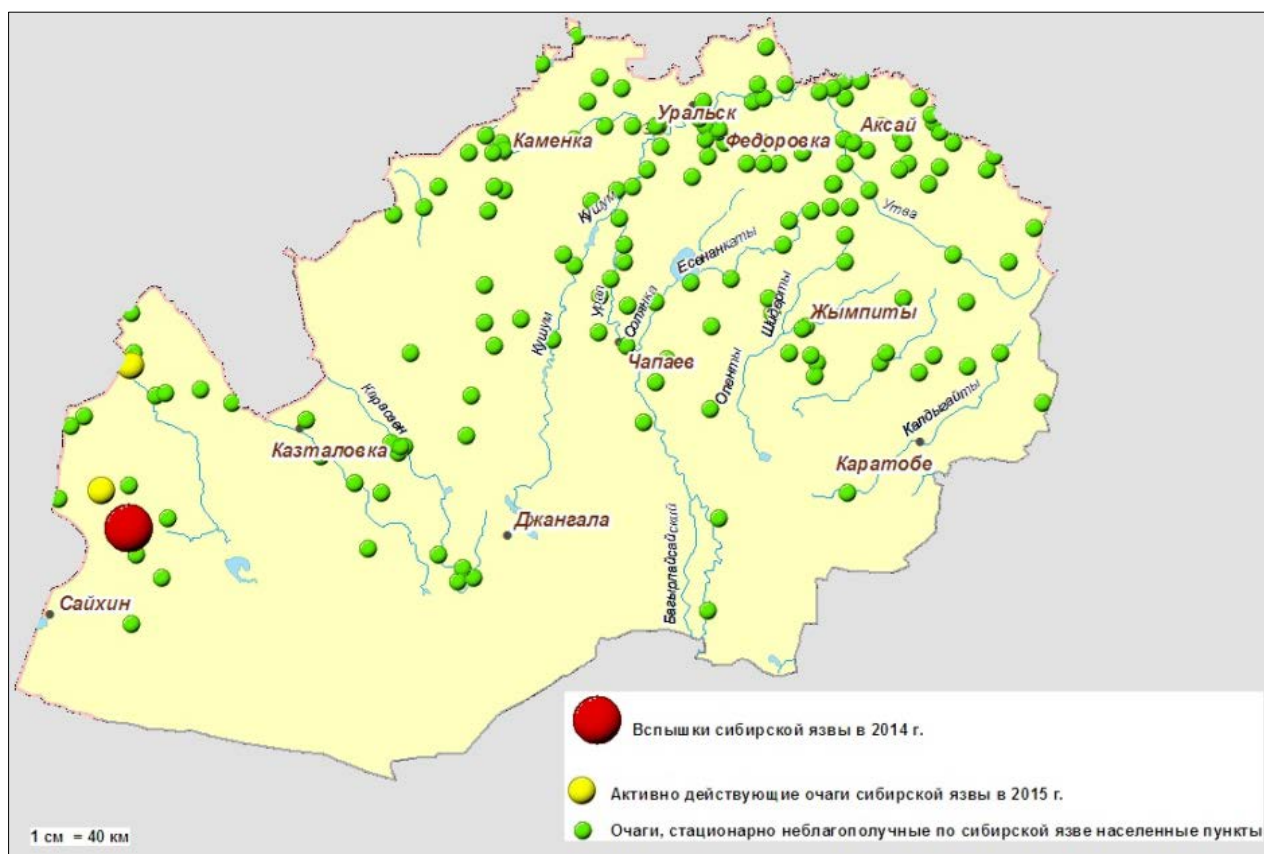 Уральск
Аксай
Каменка
Федоровка
Кушум
Утва
Есенанкаты
Урал
Солянка
Шидерты
Жымпиты
Кушум
Чапаев
Оленты
Карасвен
Калдыгайты
Казталовка
Каратобе
Джангала
Багырлайсайский
Сайхин
Вспышки сибирской язвы в 2014 г.
Активно действующие очаги сибирской язвы в 2015 г.
Очаги, стационарно неблагополучные по сибирской язве населенные пункты
1 см = 40 км